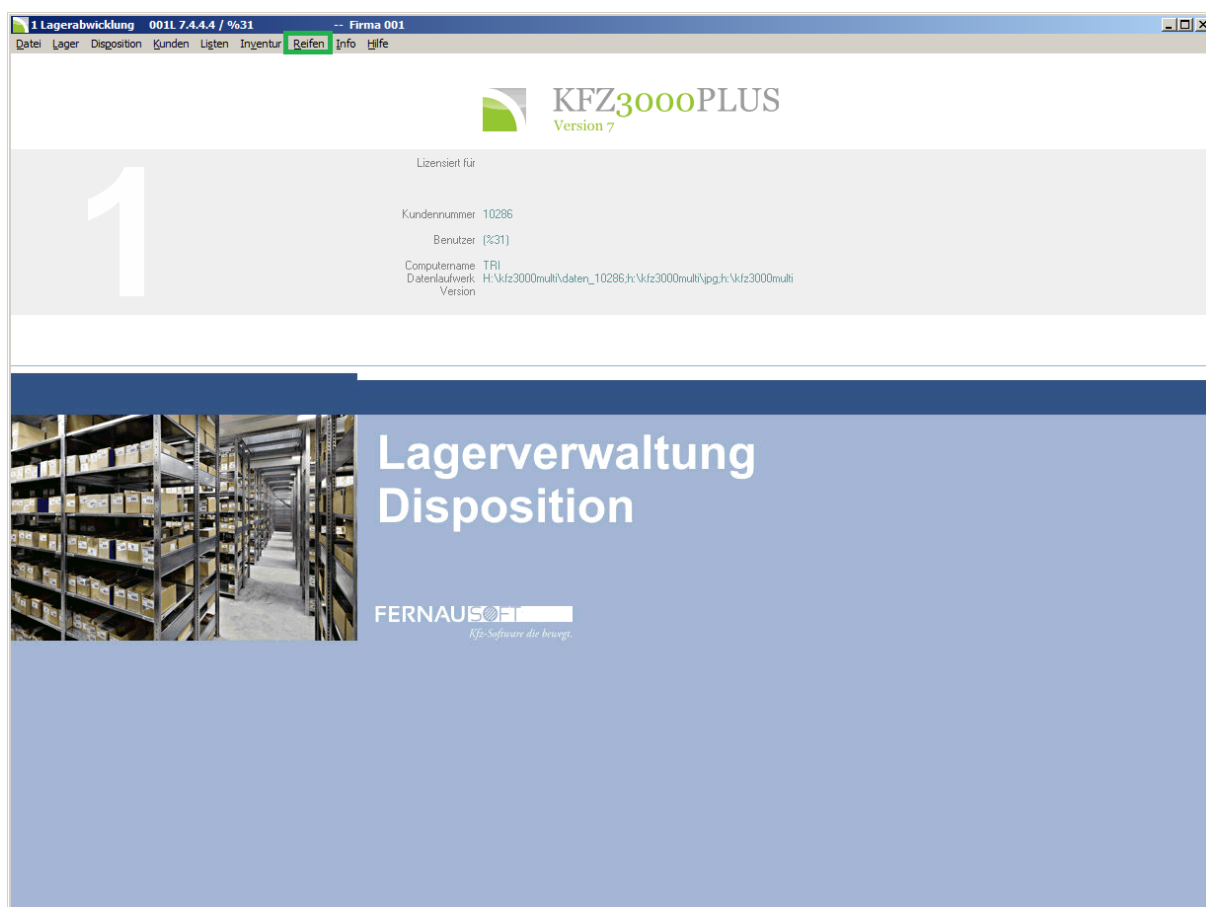 1 Lagerabwicklung 001L 7.4.4.4 / %31 -- Firma 001
Datei Lager Disposition Kunden Listen Inventur Reifen Info Hilfe
KFZ3000PLUS
Version 7
1
Lizensiert für
Kundennummer 10286
Benutzer (%31)
Computername TRI
Datenlaufwerk H:\kfz3000multi\daten_10286;h:\kfz3000multi\jpg;h:\kfz3000multi
Version
Lagerverwaltung
Disposition
FERNAUSOFT
Kfz-Software die bewegt.